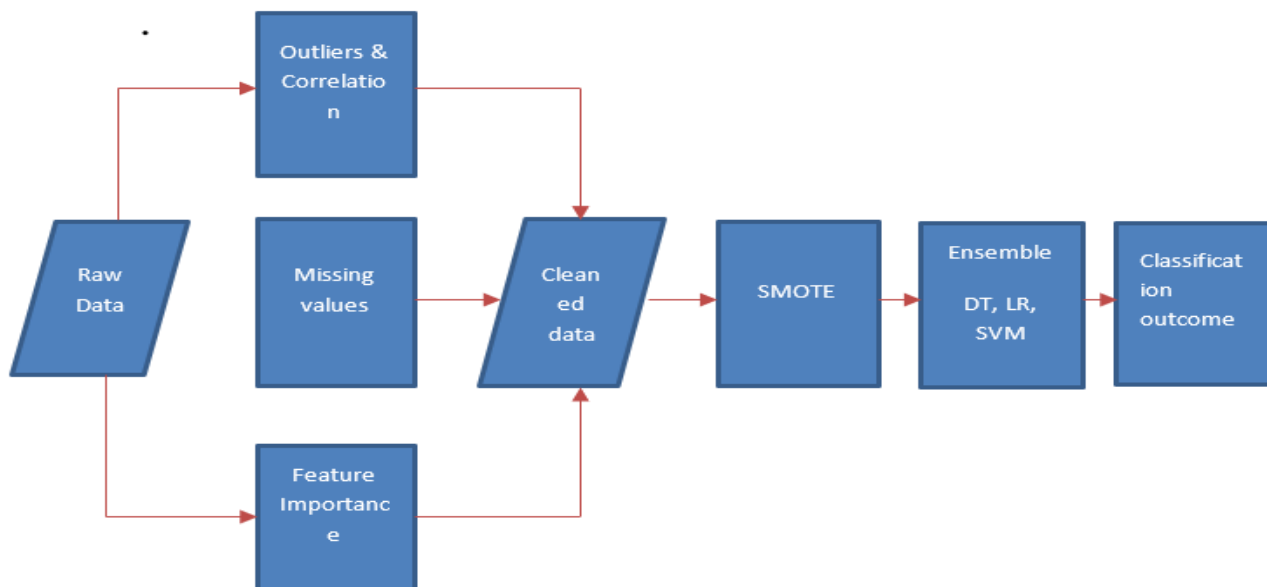 Outliers &
Correlatio
n
Raw
Data
Missing
values
Clean
ed
data
SMOTE
Ensemble
DT, LR,
SVM
Classificat
ion
outcome
Feature
Importanc
e